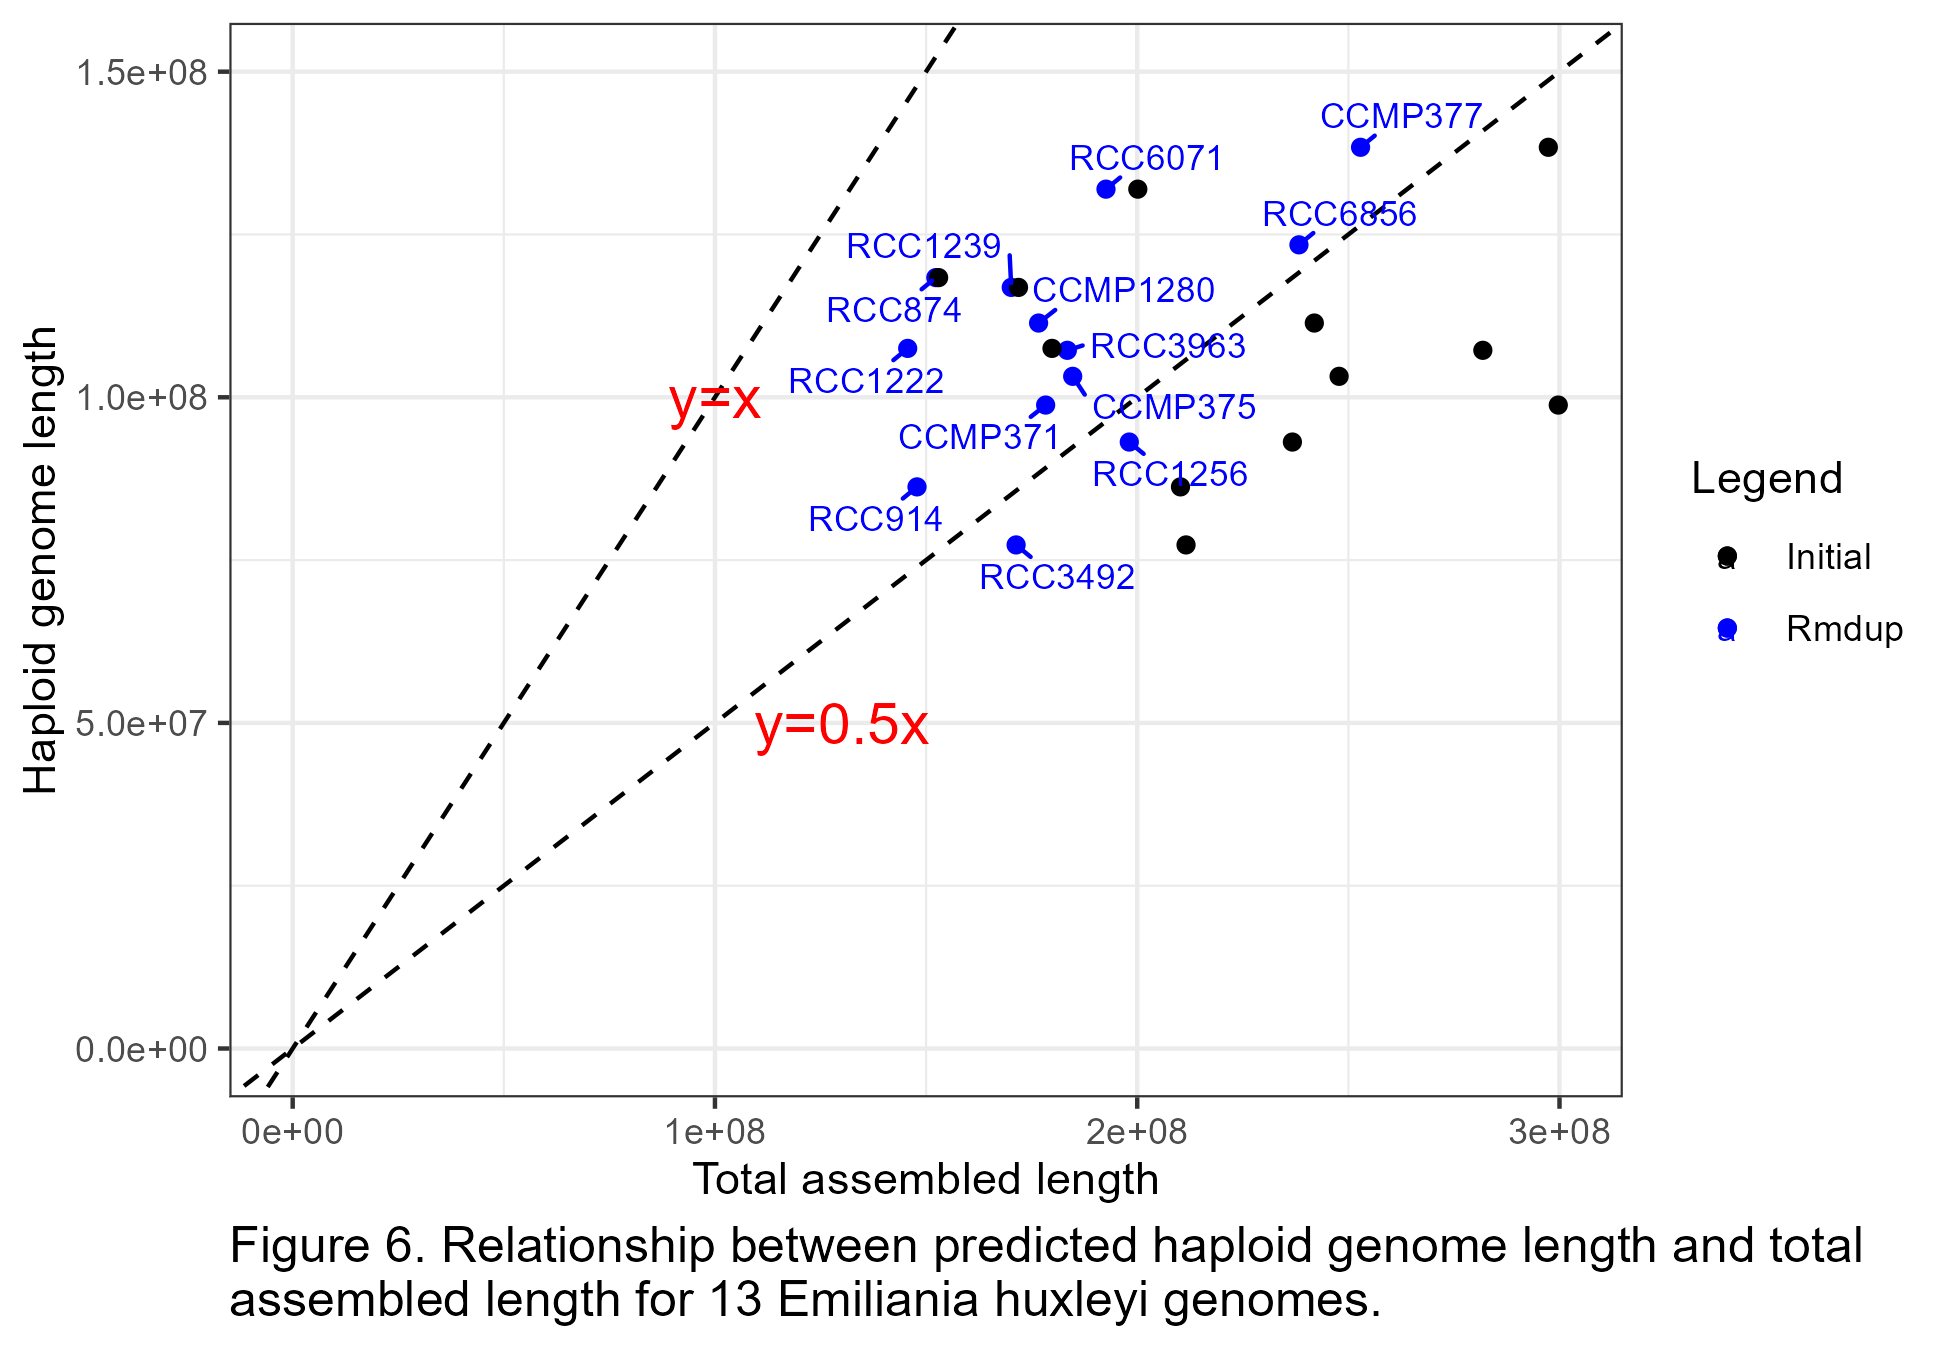 1.5e+08
1.0e+08
5.0e+07
0.0e+00
Haploid genome length
CCMP377
RCC6071
RCC6856
RCC1239
CCMP1280
RCC874
RCC3963
RCC1222
y=x
CCMP375
CCMP371
RCC1256
RCC914
RCC3492
y=0.5x
Legend
Initial
Rmdup
0e+00
1e+08
2e+08
3e+08
Total assembled length
Figure 6. Relationship between predicted haploid genome length and total
assembled length for 13 Emiliania huxleyi genomes.